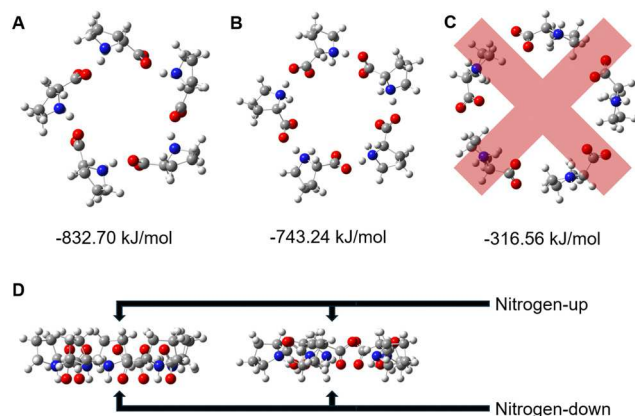 A
B
C
-832.70 kJ/mol
-743.24 kJ/mol
-316.56 kJ/mol
D
Nitrogen-up
Nitrogen-down